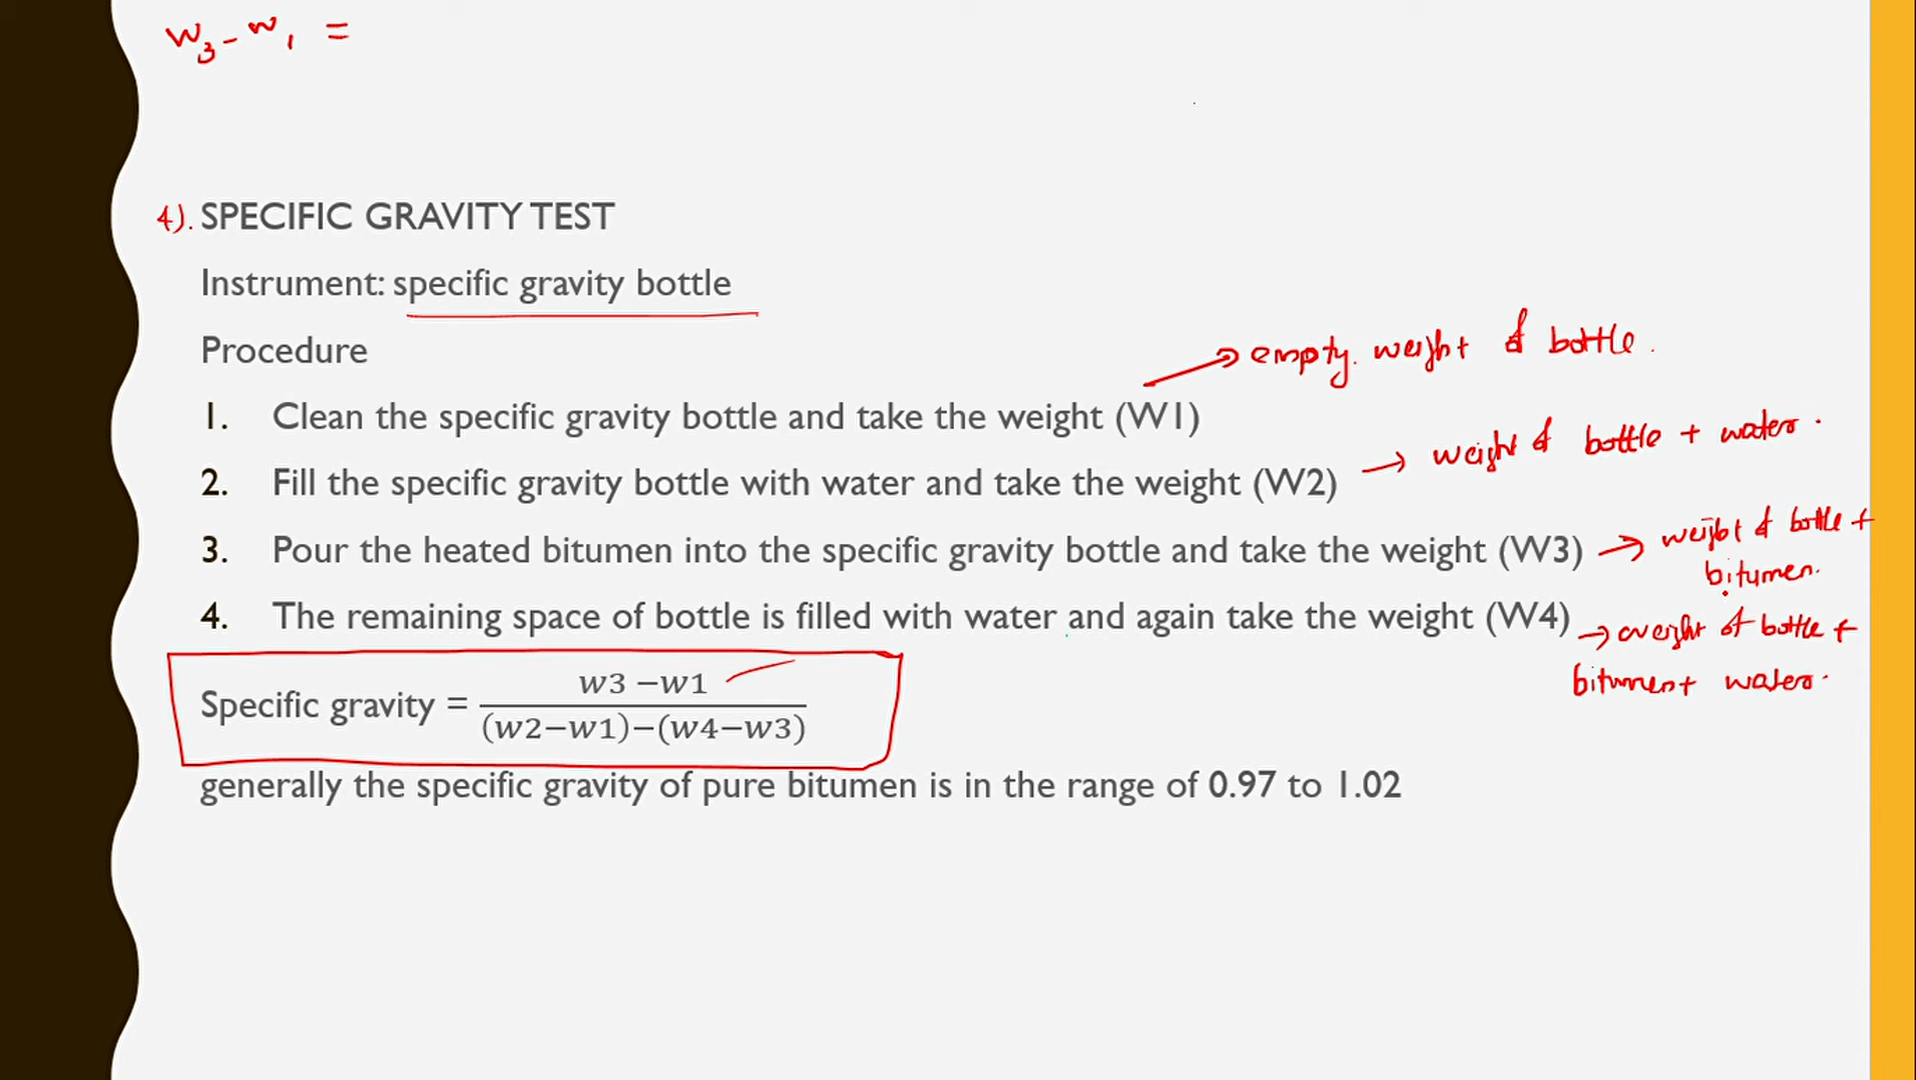 W3 - W1 =
4). SPECIFIC GRAVITY TEST
Instrument: specific gravity bottle
Procedure
→ empty. weight of bottle.
1. Clean the specific gravity bottle and take the weight (W1)
→ weight of bottle + water.
2. Fill the specific gravity bottle with water and take the weight (W2)
3. Pour the heated bitumen into the specific gravity bottle and take the weight (W3) → weight of bottle +
bitumen.
4. The remaining space of bottle is filled with water and again take the weight (W4) → weight of bottle +
bitumen + water.
Specific gravity = w3 −w1 / (w2−w1)−(w4−w3)
generally the specific gravity of pure bitumen is in the range of 0.97 to 1.02